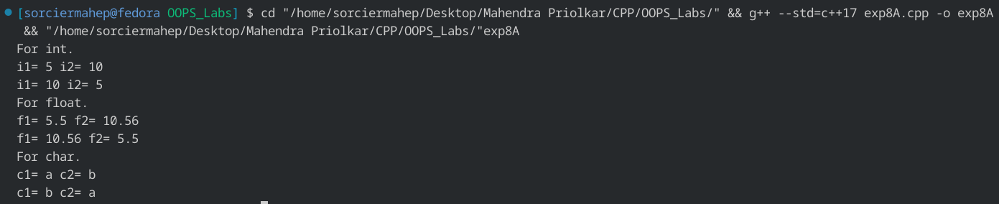 [sorciermahep@fedora OOPS_Labs] $ cd "/home/sorciermahep/Desktop/Mahendra Priolkar/CPP/OOPS_Labs/" && g++ --std=c++17 exp8A.cpp -o exp8A
&& "/home/sorciermahep/Desktop/Mahendra Priolkar/CPP/OOPS_Labs/"exp8A
For int.
i1= 5 i2= 10
i1= 10 i2= 5
For float.
f1= 5.5 f2= 10.56
f1= 10.56 f2= 5.5
For char.
c1= a c2= b
c1= b c2= a